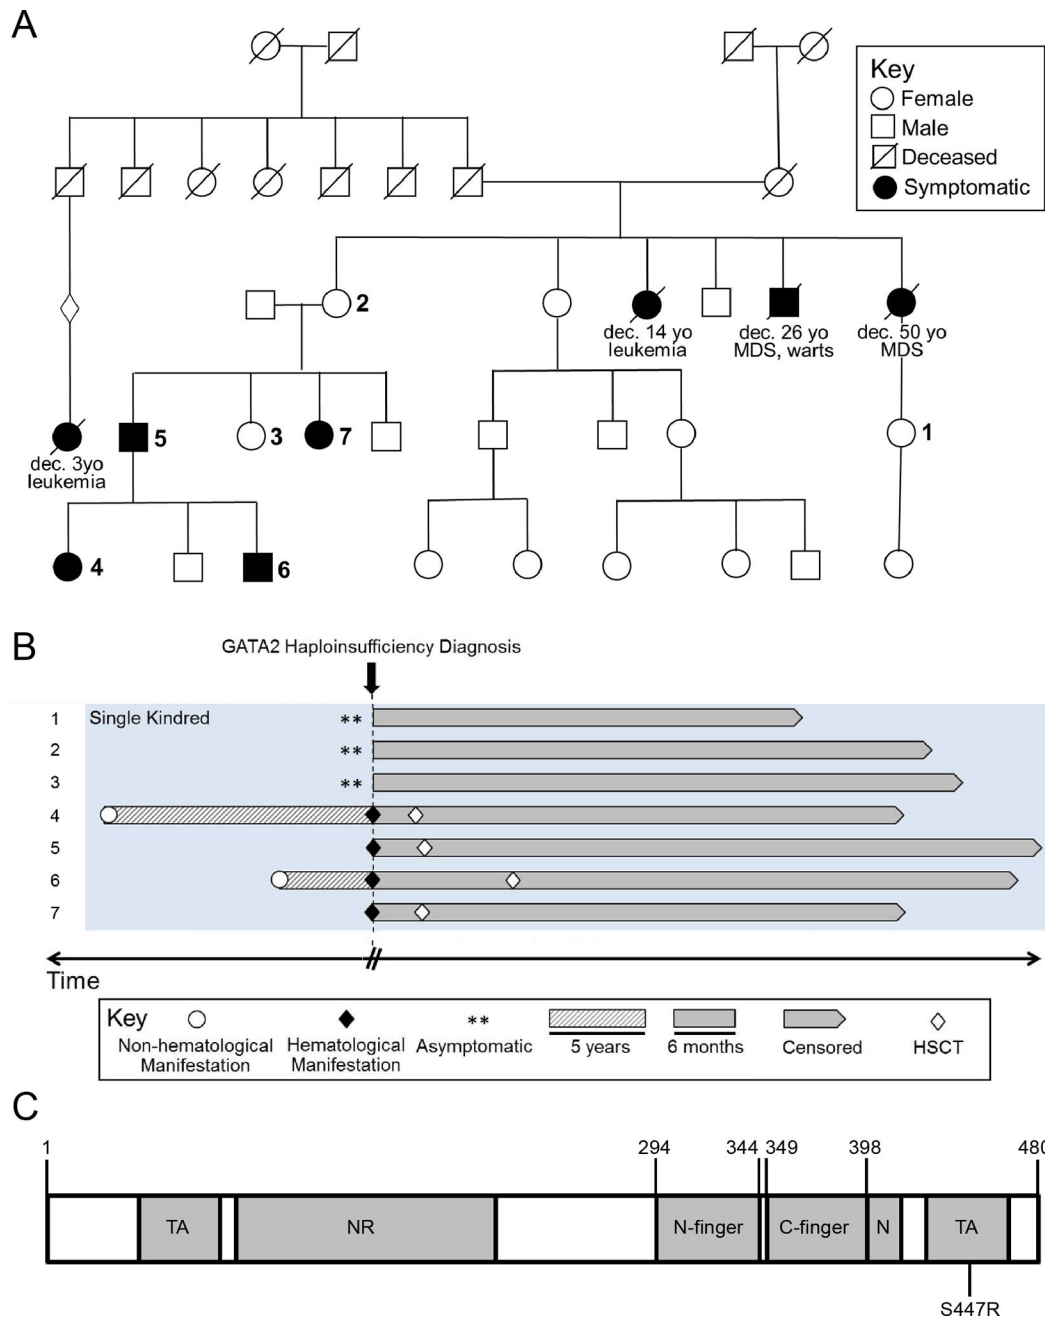 A
Key
Female
Male
Deceased
Symptomatic
2
dec. 14 yo
leukemia
dec. 26 yo
MDS, warts
dec. 50 yo
MDS
5
3
7
1
dec. 3yo
leukemia
4
6
B
GATA2 Haploinsufficiency Diagnosis
1 Single Kindred **
2 **
3 **
4
5
6
7
Time
Key
Non-hematological
Manifestation
Hematological
Manifestation
**
Asymptomatic
5 years
6 months
Censored
HSCT
C
1 294 344 349 398 480
TA NR N-finger C-finger N TA
S447R